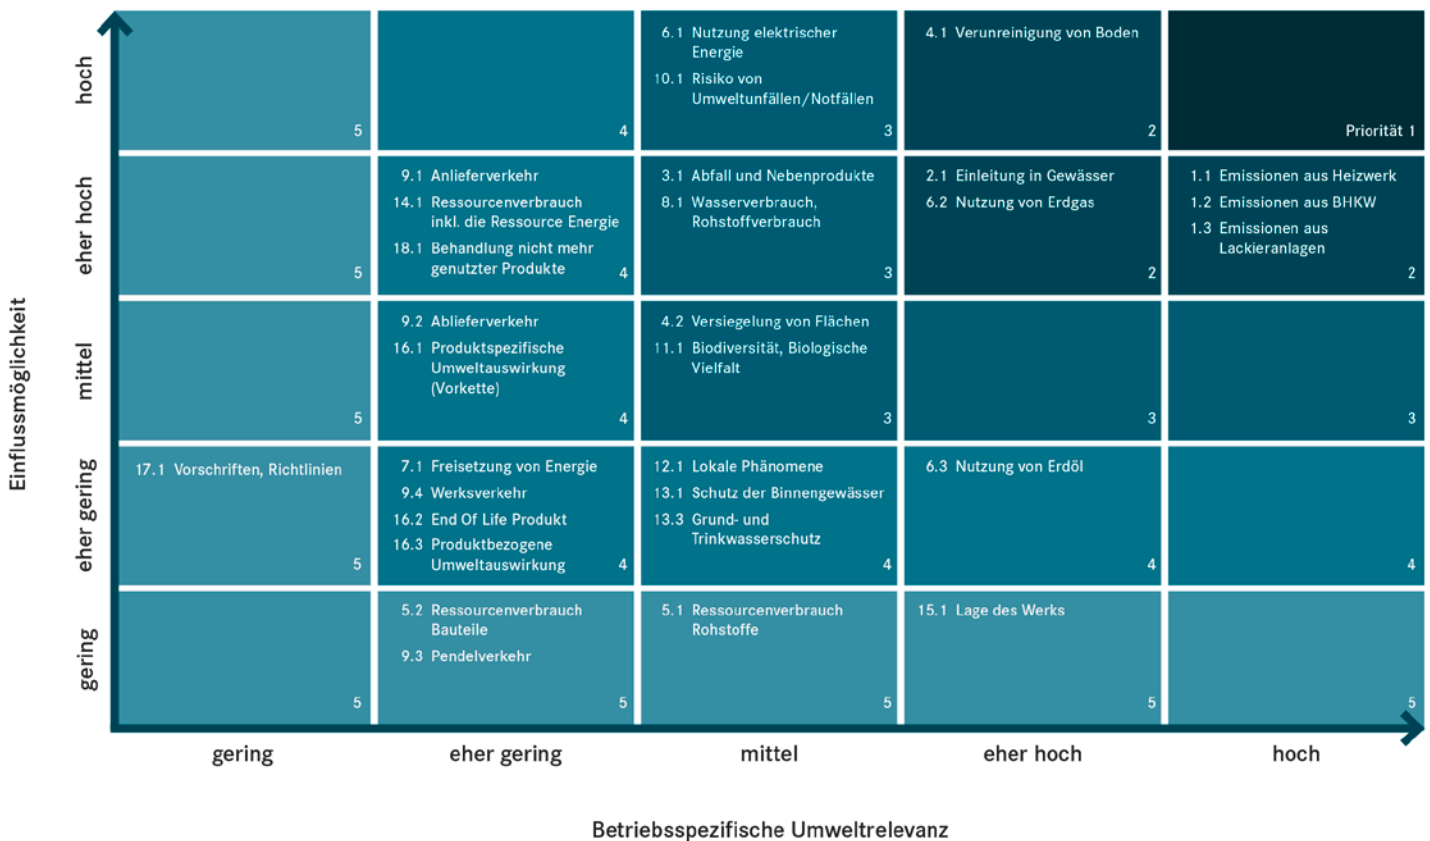 Einflussmöglichkeit
hoch
5
4
6.1 Nutzung elektrischer
Energie
10.1 Risiko von
Umweltunfällen/Notfällen
3
4.1 Verunreinigung von Boden
2
Priorität 1
eher hoch
5
9.1 Anlieferverkehr
14.1 Ressourcenverbrauch
inkl. die Ressource Energie
18.1 Behandlung nicht mehr
genutzter Produkte
4
3.1 Abfall und Nebenprodukte
8.1 Wasserverbrauch,
Rohstoffverbrauch
3
2.1 Einleitung in Gewässer
6.2 Nutzung von Erdgas
2
1.1 Emissionen aus Heizwerk
1.2 Emissionen aus BHKW
1.3 Emissionen aus
Lackieranlagen
2
mittel
5
9.2 Ablieferverkehr
16.1 Produktspezifische
Umweltauswirkung
(Vorkette)
4
4.2 Versiegelung von Flächen
11.1 Biodiversität, Biologische
Vielfalt
3
3
3
eher gering
17.1 Vorschriften, Richtlinien
5
7.1 Freisetzung von Energie
9.4 Werksverkehr
16.2 End Of Life Produkt
16.3 Produktbezogene
Umweltauswirkung
4
12.1 Lokale Phänomene
13.1 Schutz der Binnengewässer
13.3 Grund- und
Trinkwasserschutz
4
6.3 Nutzung von Erdöl
4
4
gering
5
5.2 Ressourcenverbrauch
Bauteile
9.3 Pendelverkehr
5
5.1 Ressourcenverbrauch
Rohstoffe
5
15.1 Lage des Werks
5
5
gering
eher gering
mittel
eher hoch
hoch
Betriebsspezifische Umweltrelevanz